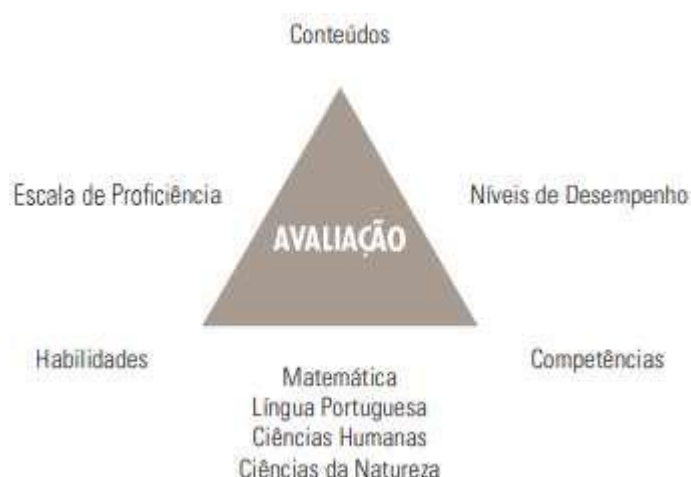 Conteúdos
Escala de Proficiência
Níveis de Desempenho
AVALIAÇÃO
Habilidades
Competências
Matemática
Língua Portuguesa
Ciências Humanas
Ciências da Natureza